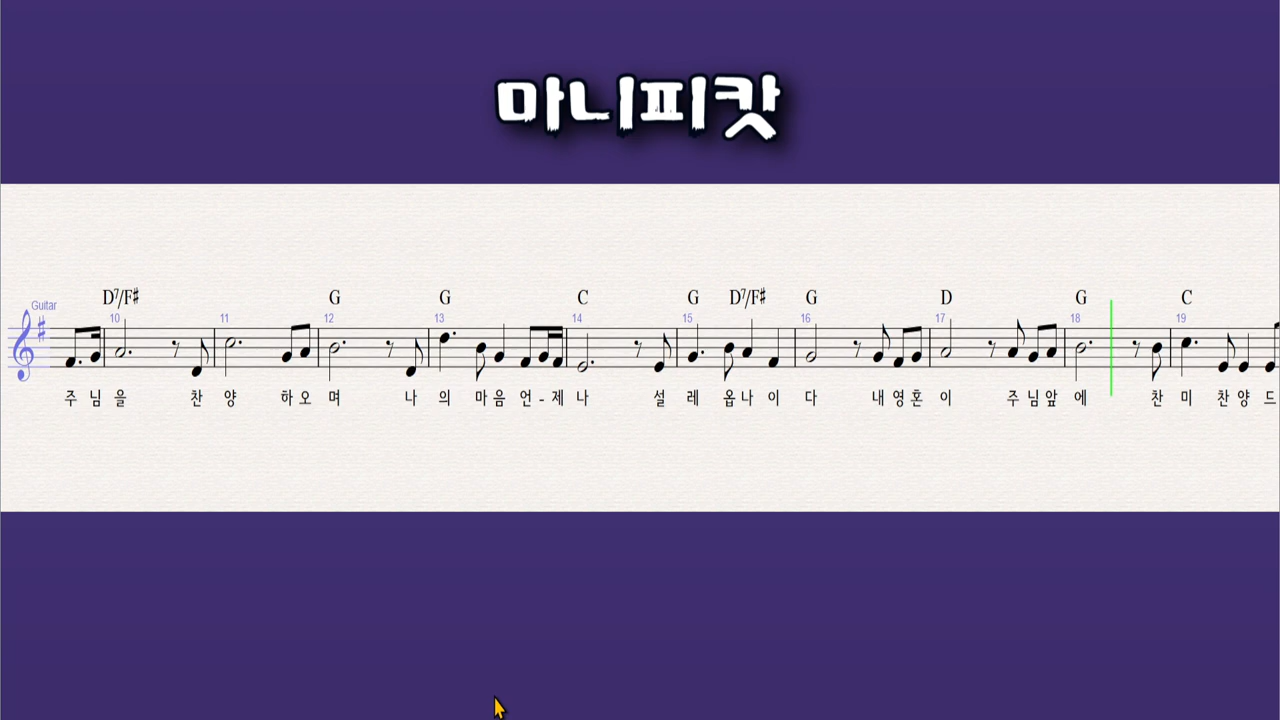 마니피캇
D⁷/F♯ G G C G D⁷/F♯ G D G C
Guitar 10 11 12 13 14 15 16 17 18 19
주 님 을 찬 양 하 오 며 나 의 마 음 언 - 제 나 설 레 옵 나 이 다 내 영 혼 이 주 님 앞 에 찬 미 찬 양 드